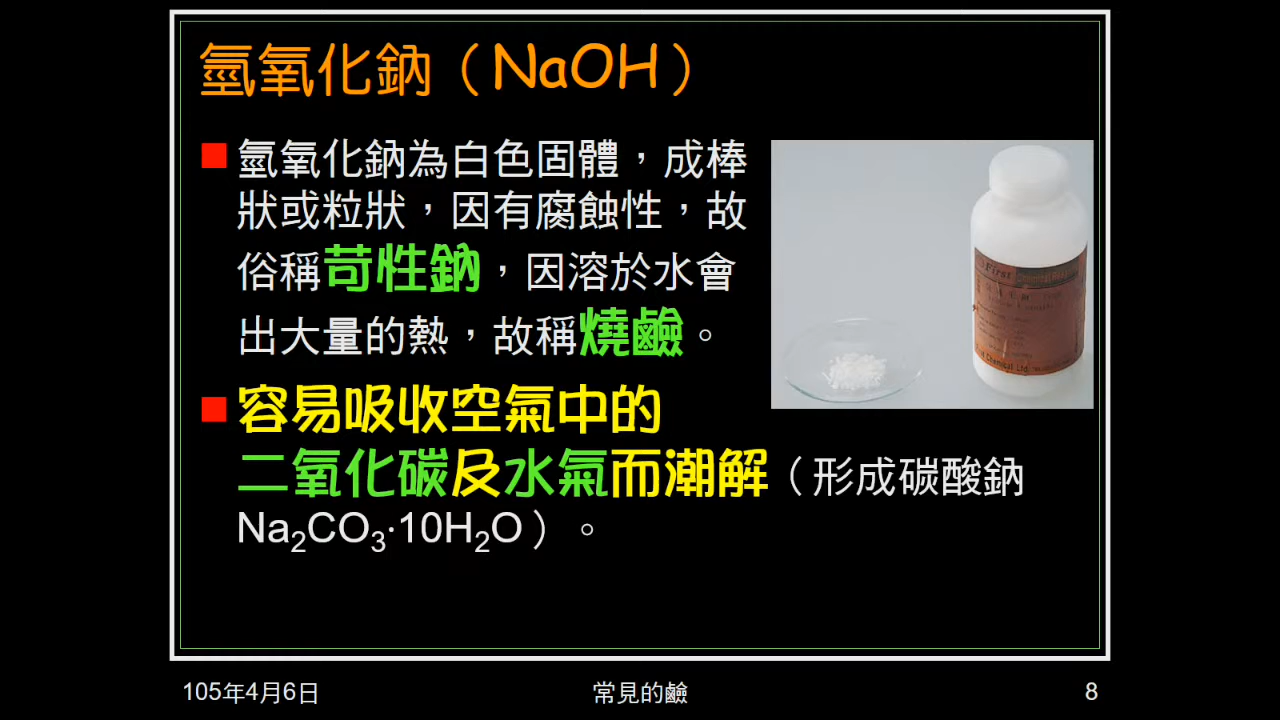 氫氧化鈉（NaOH）
氫氧化鈉為白色固體，成棒
狀或粒狀，因有腐蝕性，故
俗稱苛性鈉，因溶於水會
出大量的熱，故稱燒鹼。
容易吸收空氣中的
二氧化碳及水氣而潮解（形成碳酸鈉
Na₂CO₃·10H₂O）。
First
Chemical Ltd.
105年4月6日
常見的鹼
8